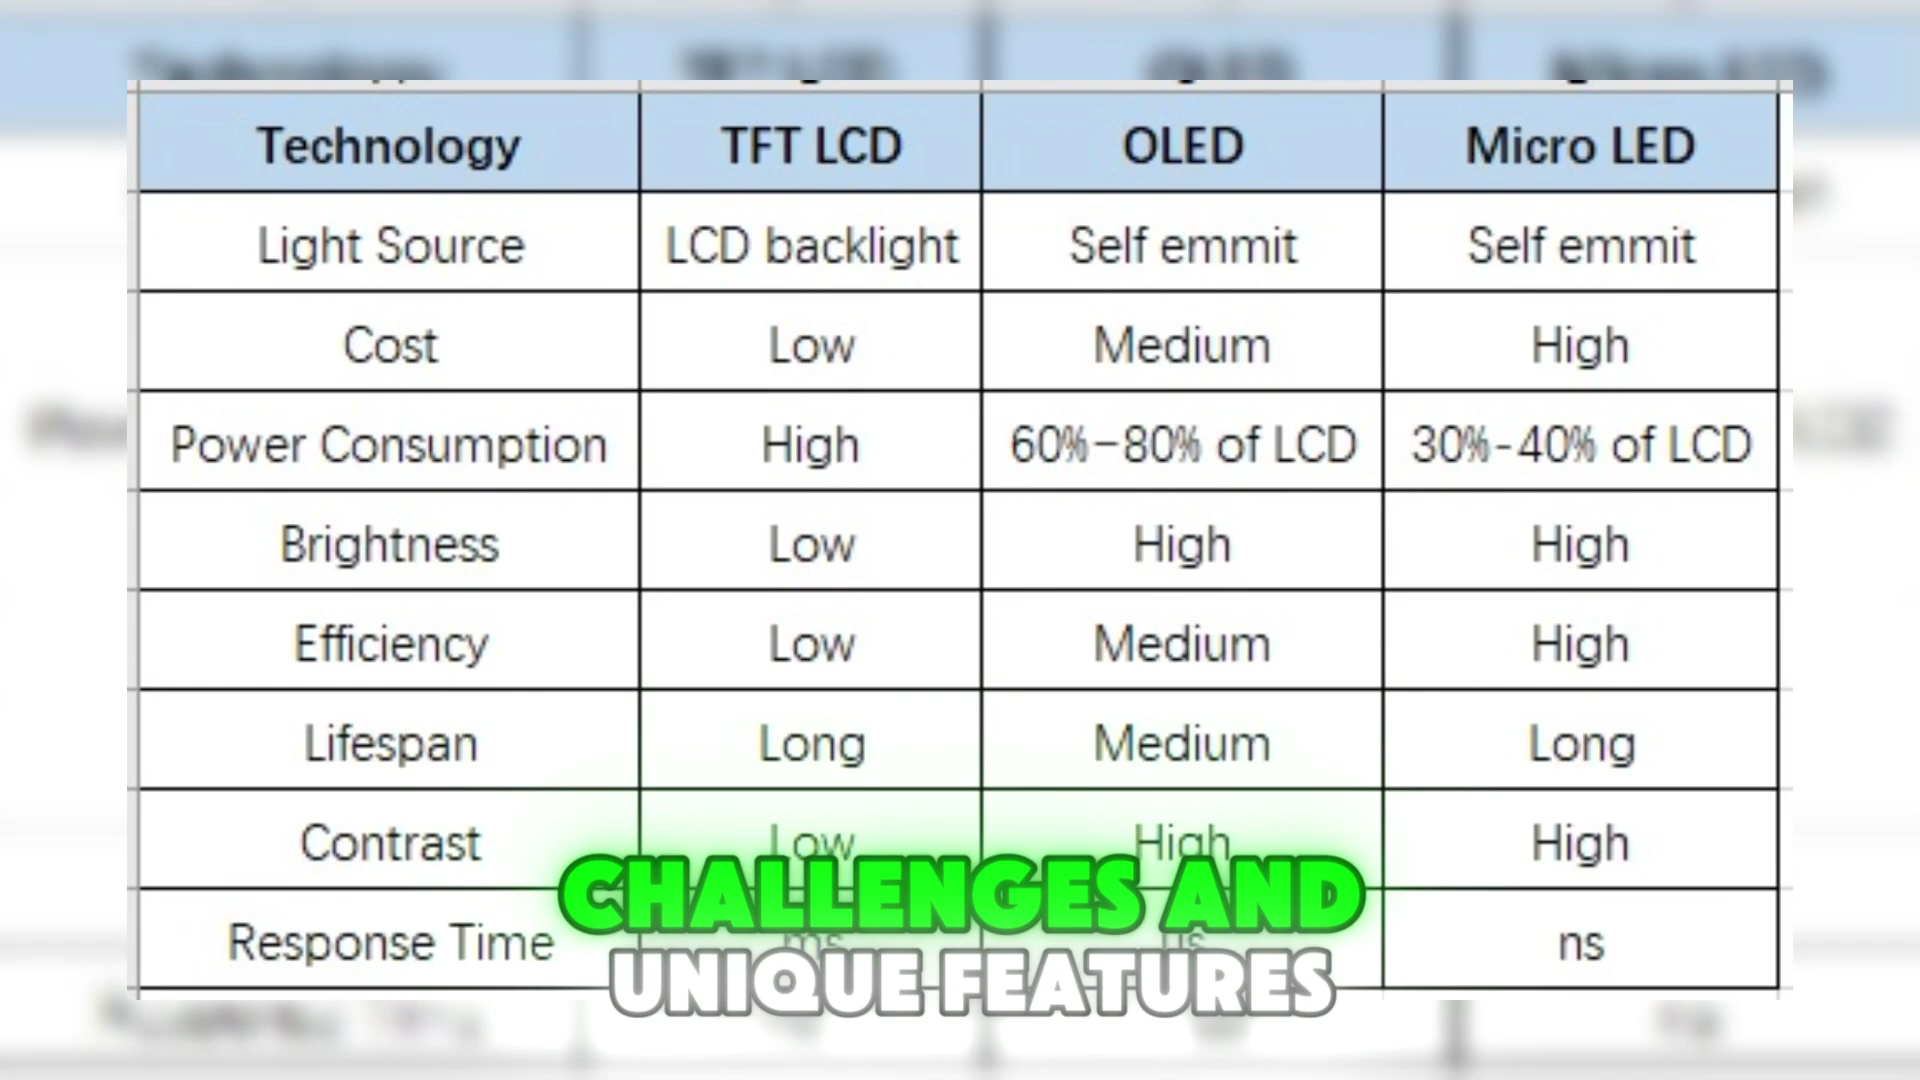 Technology TFT LCD OLED Micro LED
Light Source LCD backlight Self emmit Self emmit
Cost Low Medium High
Power Consumption High 60%-80% of LCD 30%-40% of LCD
Brightness Low High High
Efficiency Low Medium High
Lifespan Long Medium Long
Contrast Low High High
CHALLENGES AND
Response Time ms ns
UNIQUE FEATURES